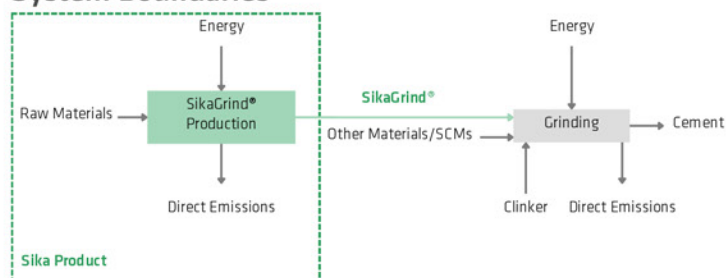 System Boundaries
Energy
Energy
Raw Materials
SikaGrind®
Production
SikaGrind®
Other Materials/SCMs
Grinding
Cement
Direct Emissions
Clinker
Direct Emissions
Sika Product